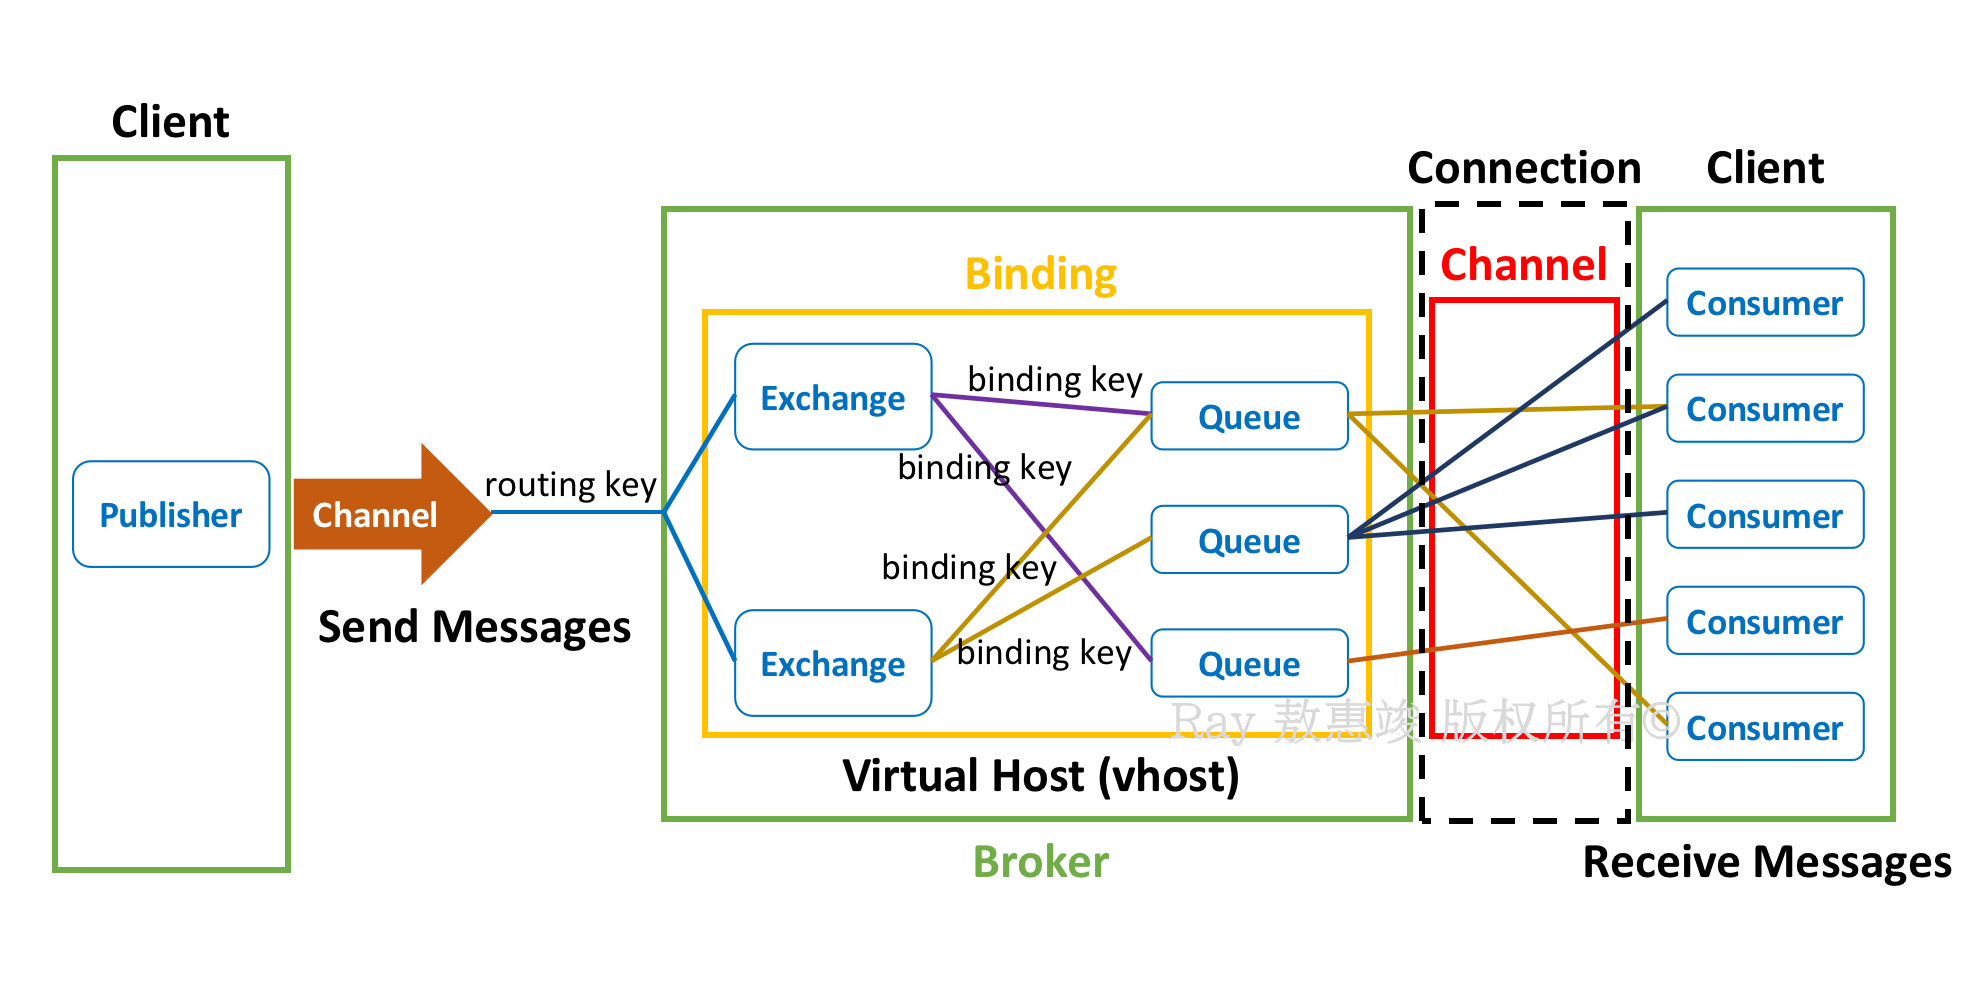 Client
Publisher
Channel
Send Messages
routing key
Binding
Exchange
Exchange
binding key
binding key
binding key
binding key
Queue
Queue
Queue
Virtual Host (vhost)
Broker
Connection
Channel
Client
Consumer
Consumer
Consumer
Consumer
Consumer
Receive Messages
Ray 敖惠竣 版权所有©